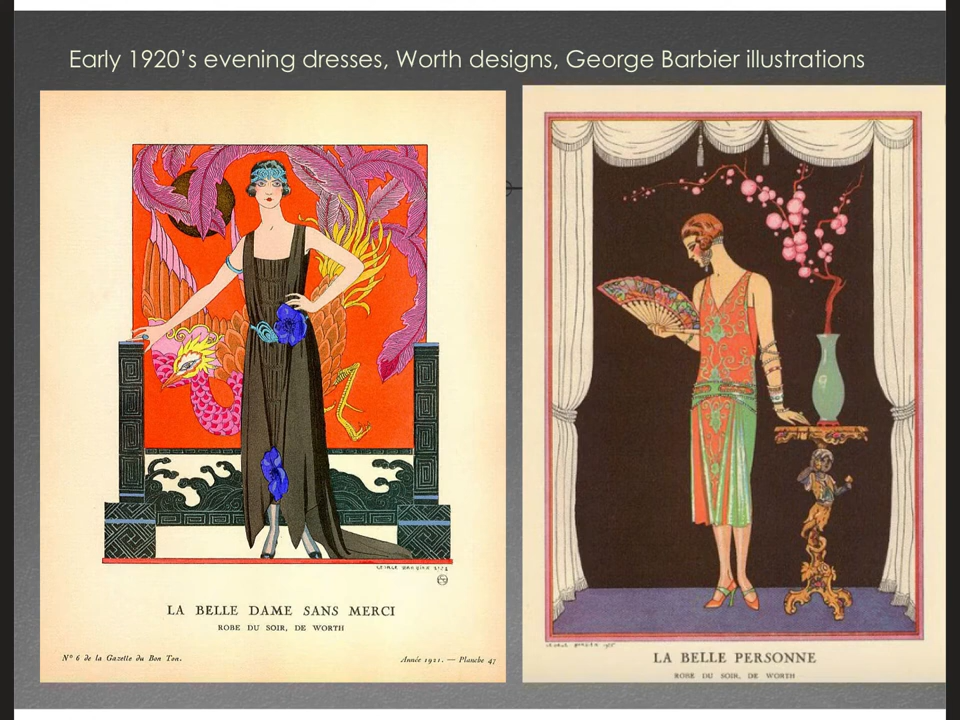 Early 1920's evening dresses, Worth designs, George Barbier illustrations
LA BELLE DAME SANS MERCI
ROBE DU SOIR, DE WORTH
N° 6 de la Gazette du Bon Ton.
Année 1921. — Planche 47
LA BELLE PERSONNE
ROBE DU SOIR, DE WORTH